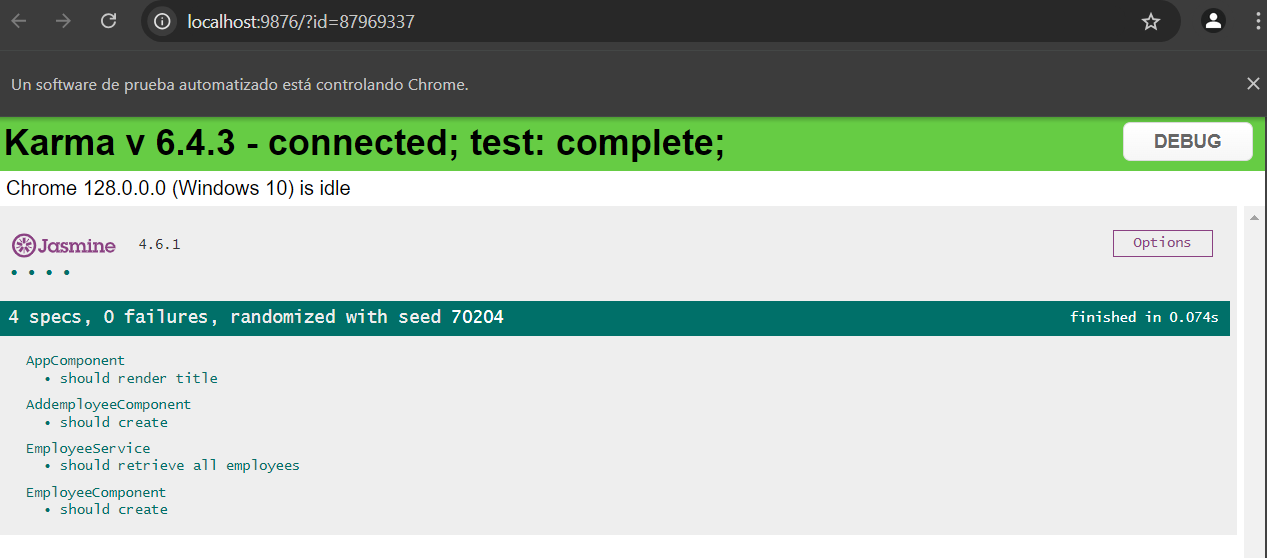 localhost:9876/?id=87969337
Un software de prueba automatizado está controlando Chrome.
Karma v 6.4.3 - connected; test: complete;
DEBUG
Chrome 128.0.0.0 (Windows 10) is idle
Jasmine 4.6.1
Options
4 specs, 0 failures, randomized with seed 70204
finished in 0.074s
AppComponent
• should render title
AddemployeeComponent
• should create
EmployeeService
• should retrieve all employees
EmployeeComponent
• should create